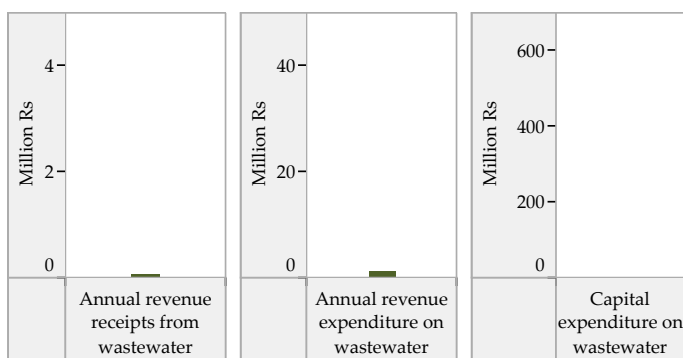 Million Rs
4
2
0
Annual revenue
receipts from
wastewater
Million Rs
40
20
0
Annual revenue
expenditure on
wastewater
Million Rs
600
400
200
0
Capital
expenditure on
wastewater